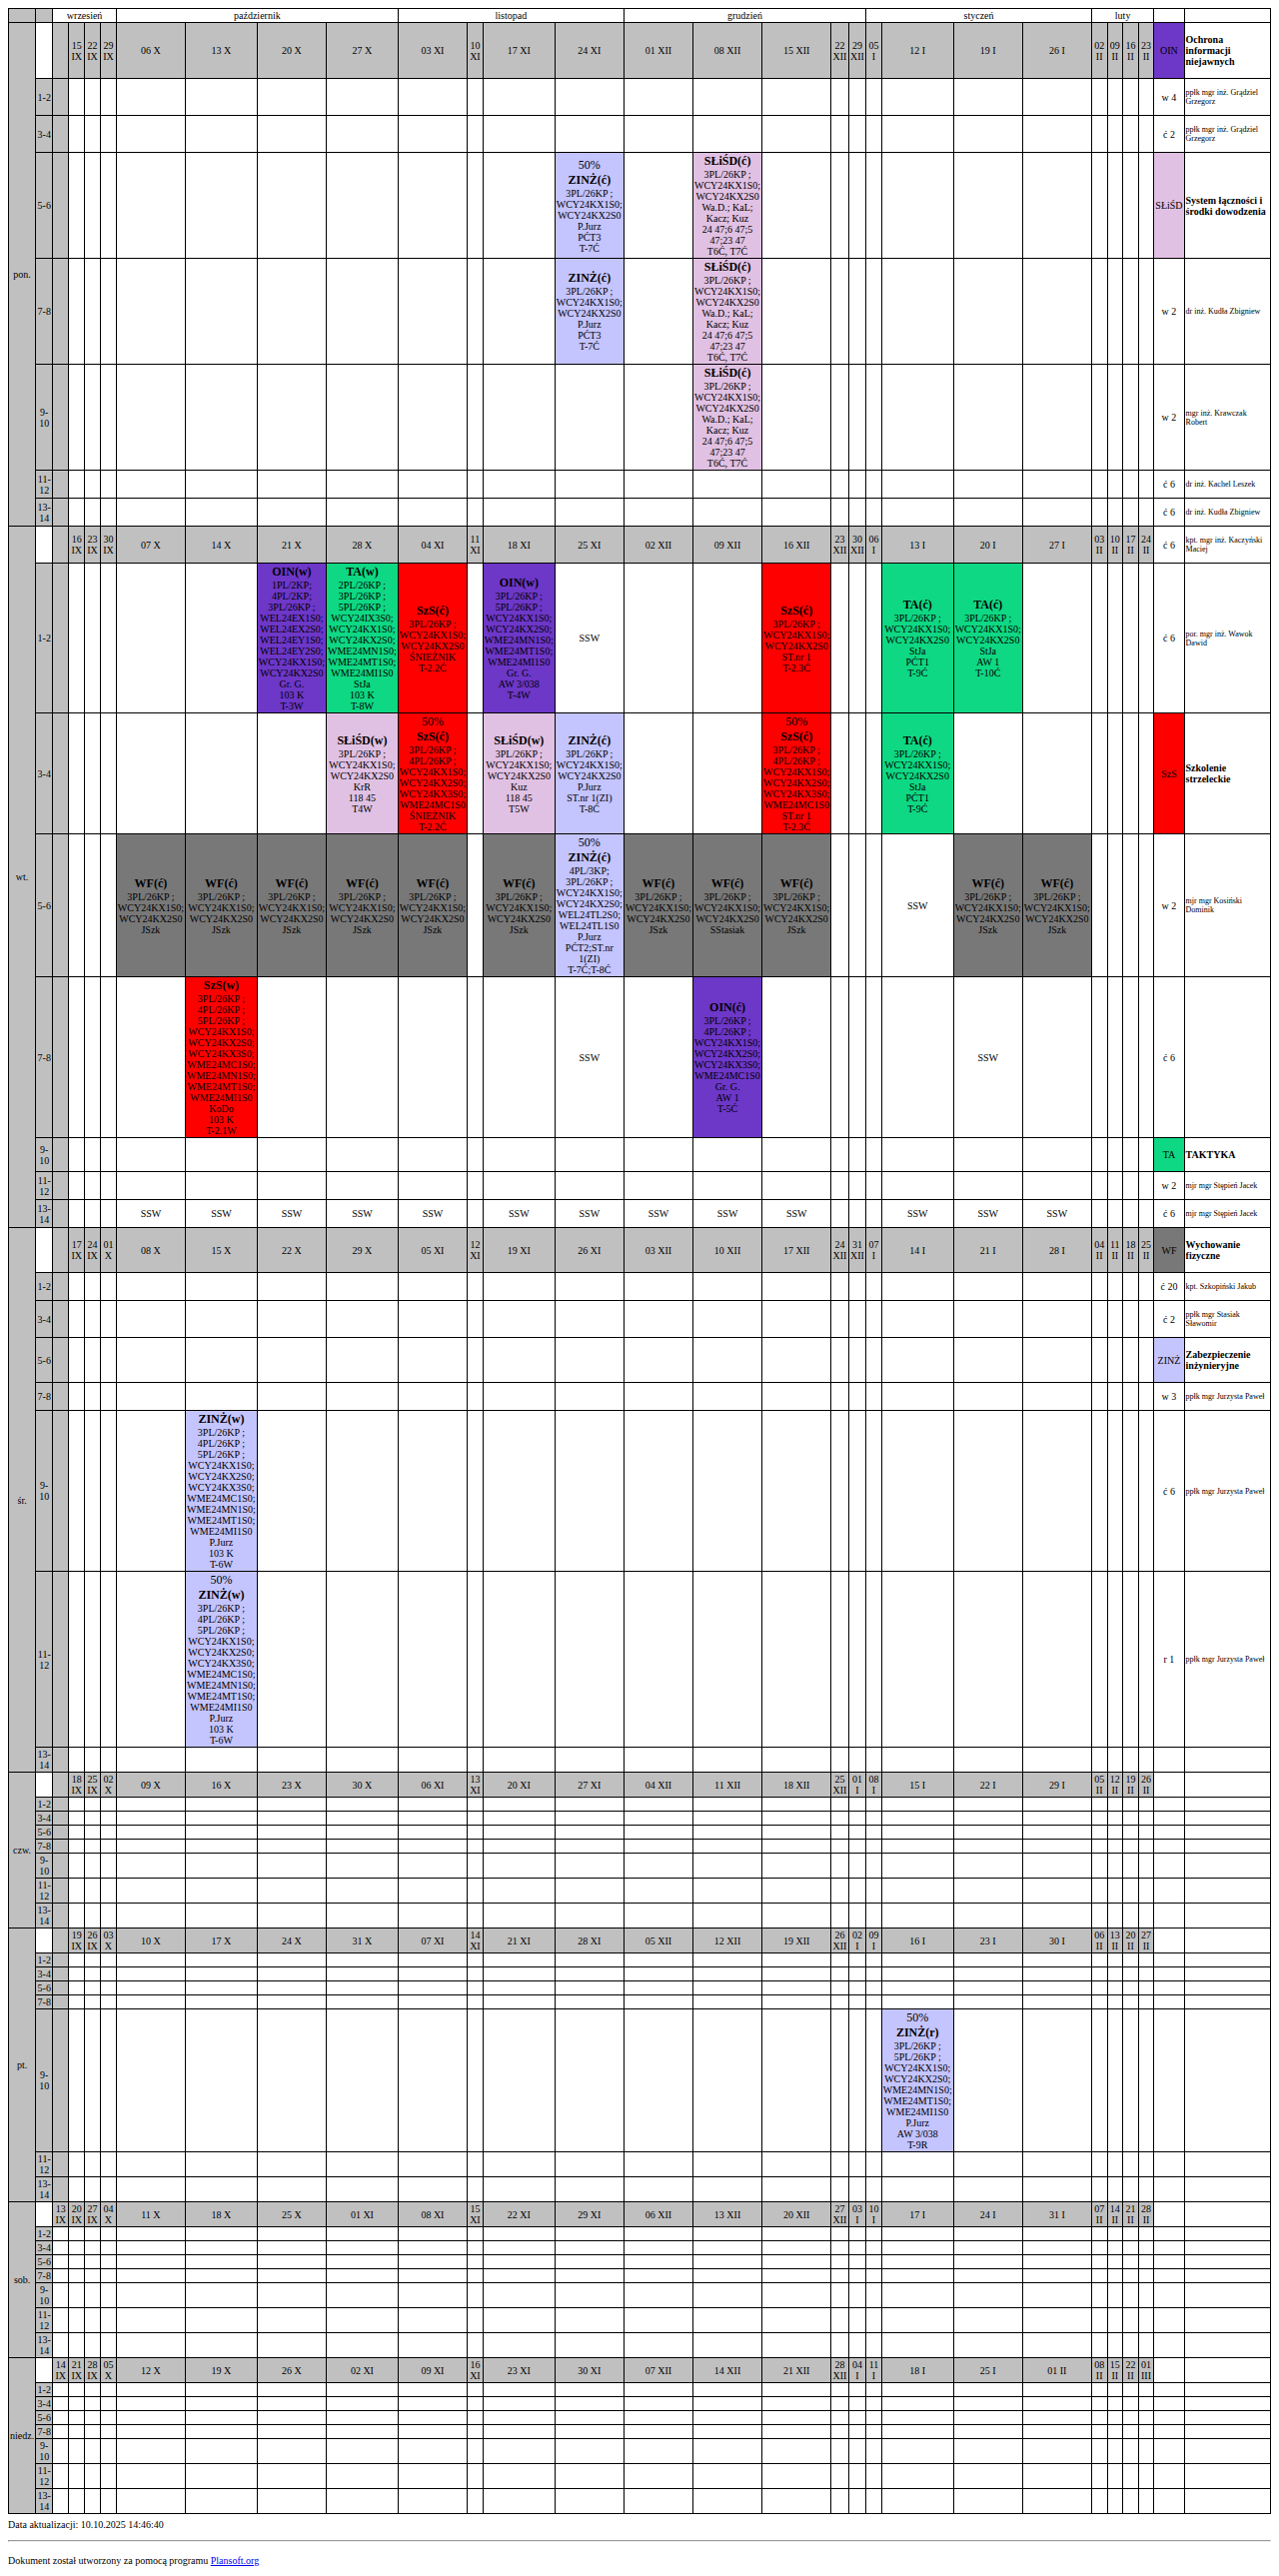 wrzesień październik listopad grudzień styczeń luty
pon. 15 IX 22 IX 29 IX 06 X 13 X 20 X 27 X 03 XI 10 XI 17 XI 24 XI 01 XII 08 XII 15 XII 22 XII 29 XII 05 I 12 I 19 I 26 I 02 II 09 II 16 II 23 II OIN Ochrona informacji niejawnych
1-2 w 4 ppłk mgr inż. Grądziel Grzegorz
3-4 ć 2 ppłk mgr inż. Grądziel Grzegorz
5-6
50%
ZINŻ(ć)
3PL/26KP ;
WCY24KX1S0;
WCY24KX2S0
P.Jurz
PĆT3
T-7Ć
SŁiŚD(ć)
3PL/26KP ;
WCY24KX1S0;
WCY24KX2S0
Wa.D.; KaL;
Kacz; Kuz
24 47;6 47;5
47;23 47
T6Ć, T7Ć
SŁiŚD System łączności i środki dowodzenia
7-8
ZINŻ(ć)
3PL/26KP ;
WCY24KX1S0;
WCY24KX2S0
P.Jurz
PĆT3
T-7Ć
SŁiŚD(ć)
3PL/26KP ;
WCY24KX1S0;
WCY24KX2S0
Wa.D.; KaL;
Kacz; Kuz
24 47;6 47;5
47;23 47
T6Ć, T7Ć
w 2 dr inż. Kudła Zbigniew
9-10
SŁiŚD(ć)
3PL/26KP ;
WCY24KX1S0;
WCY24KX2S0
Wa.D.; KaL;
Kacz; Kuz
24 47;6 47;5
47;23 47
T6Ć, T7Ć
w 2 mgr inż. Krawczak Robert
11-12 ć 6 dr inż. Kachel Leszek
13-14 ć 6 dr inż. Kudła Zbigniew
wt. 16 IX 23 IX 30 IX 07 X 14 X 21 X 28 X 04 XI 11 XI 18 XI 25 XI 02 XII 09 XII 16 XII 23 XII 30 XII 06 I 13 I 20 I 27 I 03 II 10 II 17 II 24 II ć 6 kpt. mgr inż. Kaczyński Maciej
1-2
OIN(w)
1PL/2KP;
4PL/2KP;
3PL/26KP ;
WEL24EX1S0;
WEL24EX2S0;
WEL24EY1S0;
WEL24EY2S0;
WCY24KX1S0;
WCY24KX2S0
Gr. G.
103 K
T-3W
TA(w)
2PL/26KP ;
3PL/26KP ;
5PL/26KP ;
WCY24IX3S0;
WCY24KX1S0;
WCY24KX2S0;
WME24MN1S0;
WME24MT1S0;
WME24MI1S0
StJa
103 K
T-8W
SzS(ć)
3PL/26KP ;
WCY24KX1S0;
WCY24KX2S0
ŚNIEŻNIK
T-2.2Ć
OIN(w)
3PL/26KP ;
5PL/26KP ;
WCY24KX1S0;
WCY24KX2S0;
WME24MN1S0;
WME24MT1S0;
WME24MI1S0
Gr. G.
AW 3/038
T-4W
SSW
SzS(ć)
3PL/26KP ;
WCY24KX1S0;
WCY24KX2S0
ST.nr 1
T-2.3Ć
TA(ć)
3PL/26KP ;
WCY24KX1S0;
WCY24KX2S0
StJa
PĆT1
T-9Ć
TA(ć)
3PL/26KP ;
WCY24KX1S0;
WCY24KX2S0
StJa
AW 1
T-10Ć
ć 6 por. mgr inż. Wawok Dawid
3-4
SŁiŚD(w)
3PL/26KP ;
WCY24KX1S0;
WCY24KX2S0
KrR
118 45
T4W
50%
SzS(ć)
3PL/26KP ;
4PL/26KP ;
WCY24KX1S0;
WCY24KX2S0;
WCY24KX3S0;
WME24MC1S0
ŚNIEŻNIK
T-2.2Ć
SŁiŚD(w)
3PL/26KP ;
WCY24KX1S0;
WCY24KX2S0
Kuz
118 45
T5W
ZINŻ(ć)
3PL/26KP ;
WCY24KX1S0;
WCY24KX2S0
P.Jurz
ST.nr 1(ZI)
T-8Ć
50%
SzS(ć)
3PL/26KP ;
4PL/26KP ;
WCY24KX1S0;
WCY24KX2S0;
WCY24KX3S0;
WME24MC1S0
ST.nr 1
T-2.3Ć
TA(ć)
3PL/26KP ;
WCY24KX1S0;
WCY24KX2S0
StJa
PĆT1
T-9Ć
SzS Szkolenie strzeleckie
5-6
WF(ć)
3PL/26KP ;
WCY24KX1S0;
WCY24KX2S0
JSzk
WF(ć)
3PL/26KP ;
WCY24KX1S0;
WCY24KX2S0
JSzk
WF(ć)
3PL/26KP ;
WCY24KX1S0;
WCY24KX2S0
JSzk
WF(ć)
3PL/26KP ;
WCY24KX1S0;
WCY24KX2S0
JSzk
WF(ć)
3PL/26KP ;
WCY24KX1S0;
WCY24KX2S0
JSzk
WF(ć)
3PL/26KP ;
WCY24KX1S0;
WCY24KX2S0
JSzk
50%
ZINŻ(ć)
4PL/3KP;
3PL/26KP ;
WCY24KX1S0;
WCY24KX2S0;
WEL24TL2S0;
WEL24TL1S0
P.Jurz
PĆT2;ST.nr
1(ZI)
T-7Ć;T-8Ć
WF(ć)
3PL/26KP ;
WCY24KX1S0;
WCY24KX2S0
JSzk
WF(ć)
3PL/26KP ;
WCY24KX1S0;
WCY24KX2S0
SStasiak
WF(ć)
3PL/26KP ;
WCY24KX1S0;
WCY24KX2S0
JSzk
SSW
WF(ć)
3PL/26KP ;
WCY24KX1S0;
WCY24KX2S0
JSzk
WF(ć)
3PL/26KP ;
WCY24KX1S0;
WCY24KX2S0
JSzk
w 2 mjr mgr Kosiński Dominik
7-8
SzS(w)
3PL/26KP ;
4PL/26KP ;
5PL/26KP ;
WCY24KX1S0;
WCY24KX2S0;
WCY24KX3S0;
WME24MC1S0;
WME24MN1S0;
WME24MT1S0;
WME24MI1S0
KoDo
103 K
T-2.1W
SSW
OIN(ć)
3PL/26KP ;
4PL/26KP ;
WCY24KX1S0;
WCY24KX2S0;
WCY24KX3S0;
WME24MC1S0
Gr. G.
AW 1
T-5Ć
SSW
ć 6
9-10 TA TAKTYKA
11-12 w 2 mjr mgr Stępień Jacek
13-14 SSW SSW SSW SSW SSW SSW SSW SSW SSW SSW SSW SSW SSW ć 6 mjr mgr Stępień Jacek
śr. 17 IX 24 IX 01 X 08 X 15 X 22 X 29 X 05 XI 12 XI 19 XI 26 XI 03 XII 10 XII 17 XII 24 XII 31 XII 07 I 14 I 21 I 28 I 04 II 11 II 18 II 25 II WF Wychowanie fizyczne
1-2 ć 20 kpt. Szkopiński Jakub
3-4 ć 2 ppłk mgr Stasiak Sławomir
5-6 ZINŻ Zabezpieczenie inżynieryjne
7-8 w 3 ppłk mgr Jurzysta Paweł
9-10
ZINŻ(w)
3PL/26KP ;
4PL/26KP ;
5PL/26KP ;
WCY24KX1S0;
WCY24KX2S0;
WCY24KX3S0;
WME24MC1S0;
WME24MN1S0;
WME24MT1S0;
WME24MI1S0
P.Jurz
103 K
T-6W
ć 6 ppłk mgr Jurzysta Paweł
11-12
50%
ZINŻ(w)
3PL/26KP ;
4PL/26KP ;
5PL/26KP ;
WCY24KX1S0;
WCY24KX2S0;
WCY24KX3S0;
WME24MC1S0;
WME24MN1S0;
WME24MT1S0;
WME24MI1S0
P.Jurz
103 K
T-6W
r 1 ppłk mgr Jurzysta Paweł
13-14
czw. 18 IX 25 IX 02 X 09 X 16 X 23 X 30 X 06 XI 13 XI 20 XI 27 XI 04 XII 11 XII 18 XII 25 XII 01 I 08 I 15 I 22 I 29 I 05 II 12 II 19 II 26 II
1-2
3-4
5-6
7-8
9-10
11-12
13-14
pt. 19 IX 26 IX 03 X 10 X 17 X 24 X 31 X 07 XI 14 XI 21 XI 28 XI 05 XII 12 XII 19 XII 26 XII 02 I 09 I 16 I 23 I 30 I 06 II 13 II 20 II 27 II
1-2
3-4
5-6
7-8
9-10
50%
ZINŻ(r)
3PL/26KP ;
5PL/26KP ;
WCY24KX1S0;
WCY24KX2S0;
WME24MN1S0;
WME24MT1S0;
WME24MI1S0
P.Jurz
AW 3/038
T-9R
11-12
13-14
sob. 13 IX 20 IX 27 IX 04 X 11 X 18 X 25 X 01 XI 08 XI 15 XI 22 XI 29 XI 06 XII 13 XII 20 XII 27 XII 03 I 10 I 17 I 24 I 31 I 07 II 14 II 21 II 28 II
1-2
3-4
5-6
7-8
9-10
11-12
13-14
niedz. 14 IX 21 IX 28 IX 05 X 12 X 19 X 26 X 02 XI 09 XI 16 XI 23 XI 30 XI 07 XII 14 XII 21 XII 28 XII 04 I 11 I 18 I 25 I 01 II 08 II 15 II 22 II 01 III
1-2
3-4
5-6
7-8
9-10
11-12
13-14
Data aktualizacji: 10.10.2025 14:46:40
Dokument został utworzony za pomocą programu Plansoft.org